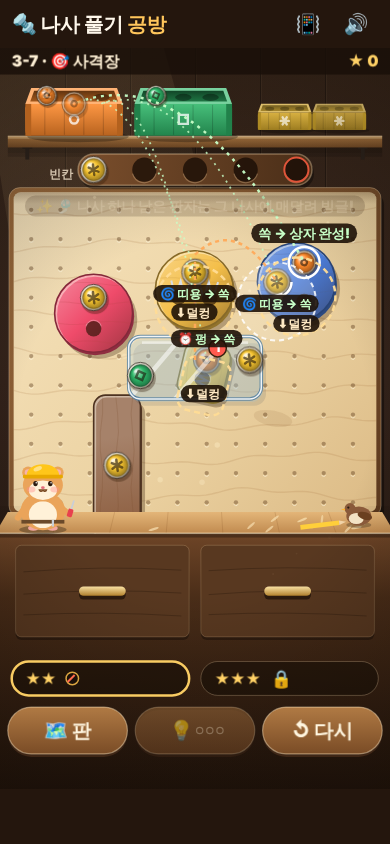 🔩 나사 풀기 공방
3-7 · 🎯 사격장
★ 0
빈칸
쏙 → 상자 완성!
🌀 띠용 → 쏙
⬇ 덜컹
🌀 띠용 → 쏙
⬇ 덜컹
⏰ 펑 → 쏙
⬇ 덜컹
★★
★★★ 🔒
🗺️ 판
💡○○○
↺ 다시